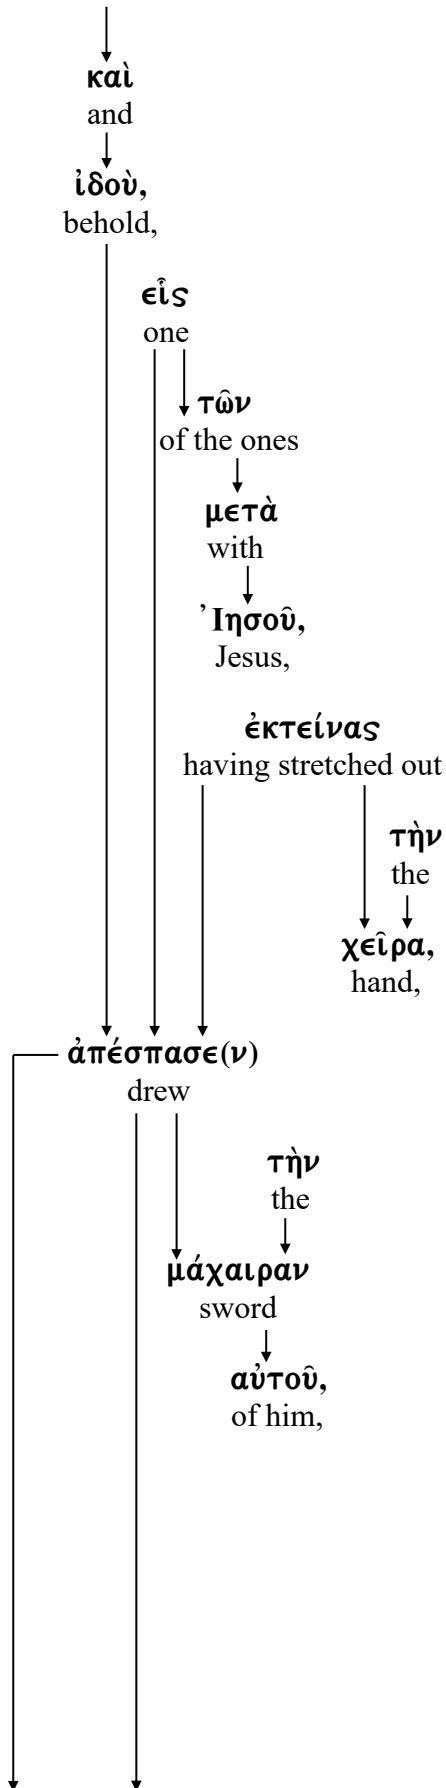 καὶ
and
ἰδοὺ,
behold,
εἷς
one
τῶν
of the ones
μετὰ
with
Ἰησοῦ,
Jesus,
ἐκτείνας
having stretched out
τὴν
the
χεῖρα,
hand,
ἀπέσπασε(ν)
drew
τὴν
the
μάχαιραν
sword
αὐτοῦ,
of him,